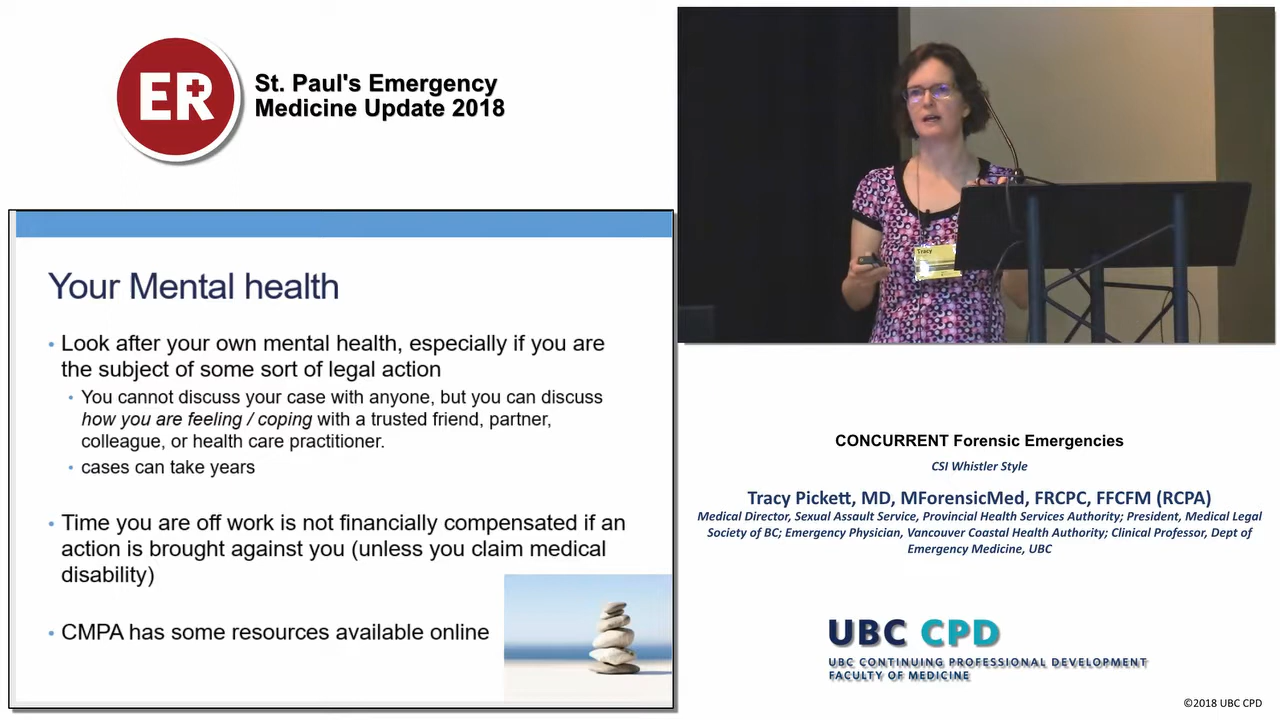 ER
St. Paul's Emergency
Medicine Update 2018
Your Mental health
• Look after your own mental health, especially if you are
the subject of some sort of legal action
• You cannot discuss your case with anyone, but you can discuss
how you are feeling / coping with a trusted friend, partner,
colleague, or health care practitioner.
• cases can take years
• Time you are off work is not financially compensated if an
action is brought against you (unless you claim medical
disability)
• CMPA has some resources available online
Tracy
CONCURRENT Forensic Emergencies
CSI Whistler Style
Tracy Pickett, MD, MForensicMed, FRCPC, FFCFM (RCPA)
Medical Director, Sexual Assault Service, Provincial Health Services Authority; President, Medical Legal
Society of BC; Emergency Physician, Vancouver Coastal Health Authority; Clinical Professor, Dept of
Emergency Medicine, UBC
UBC CPD
UBC CONTINUING PROFESSIONAL DEVELOPMENT
FACULTY OF MEDICINE
©2018 UBC CPD